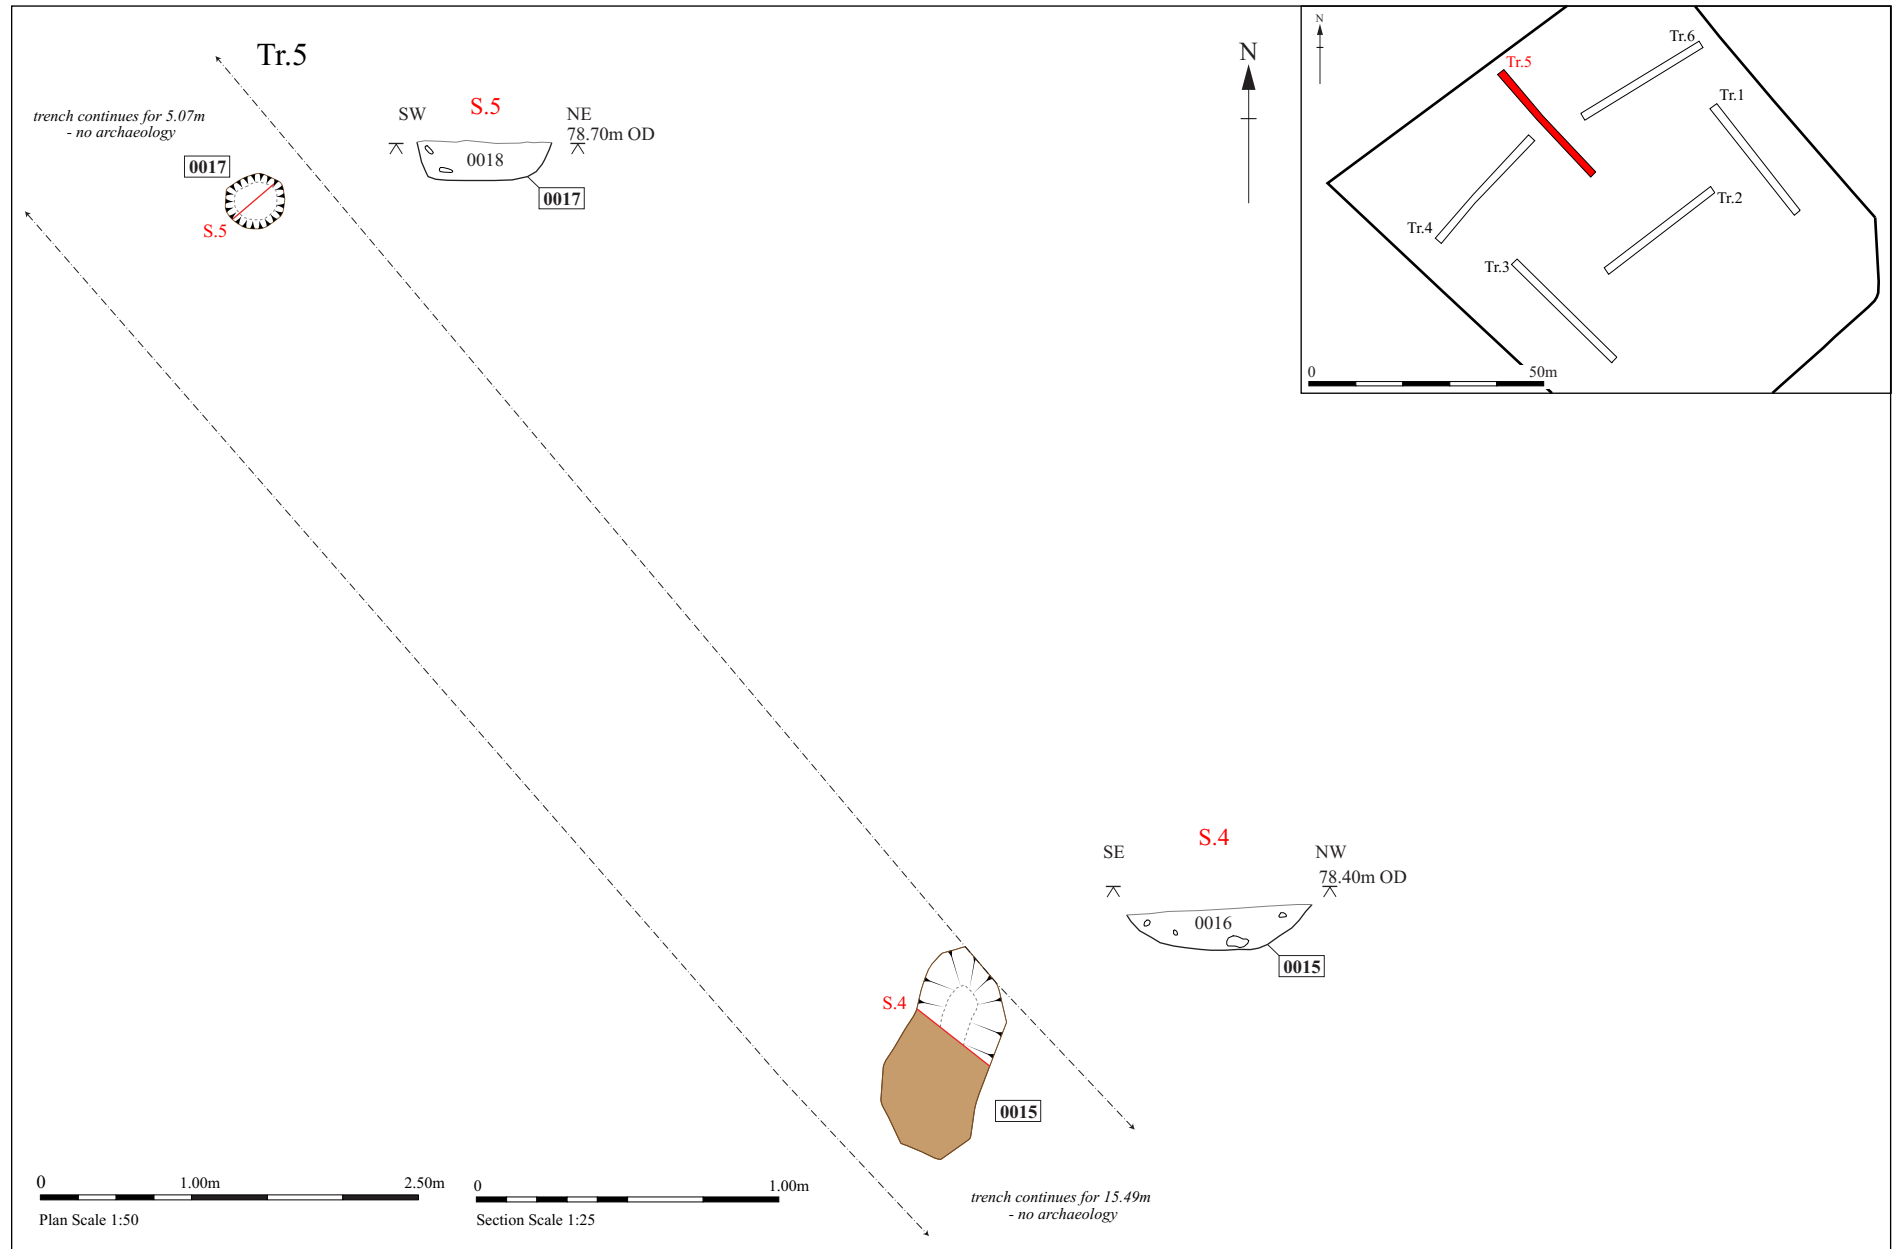 Tr.5
trench continues for 5.07m
- no archaeology
0017
S.5
SW
S.5
NE
78.70m OD
0018
0017
N
N
Tr.5
Tr.6
Tr.1
Tr.2
Tr.4
Tr.3
0
50m
S.4
SE
NW
78.40m OD
0016
0015
S.4
0015
trench continues for 15.49m
- no archaeology
0
1.00m
2.50m
Plan Scale 1:50
0
1.00m
Section Scale 1:25